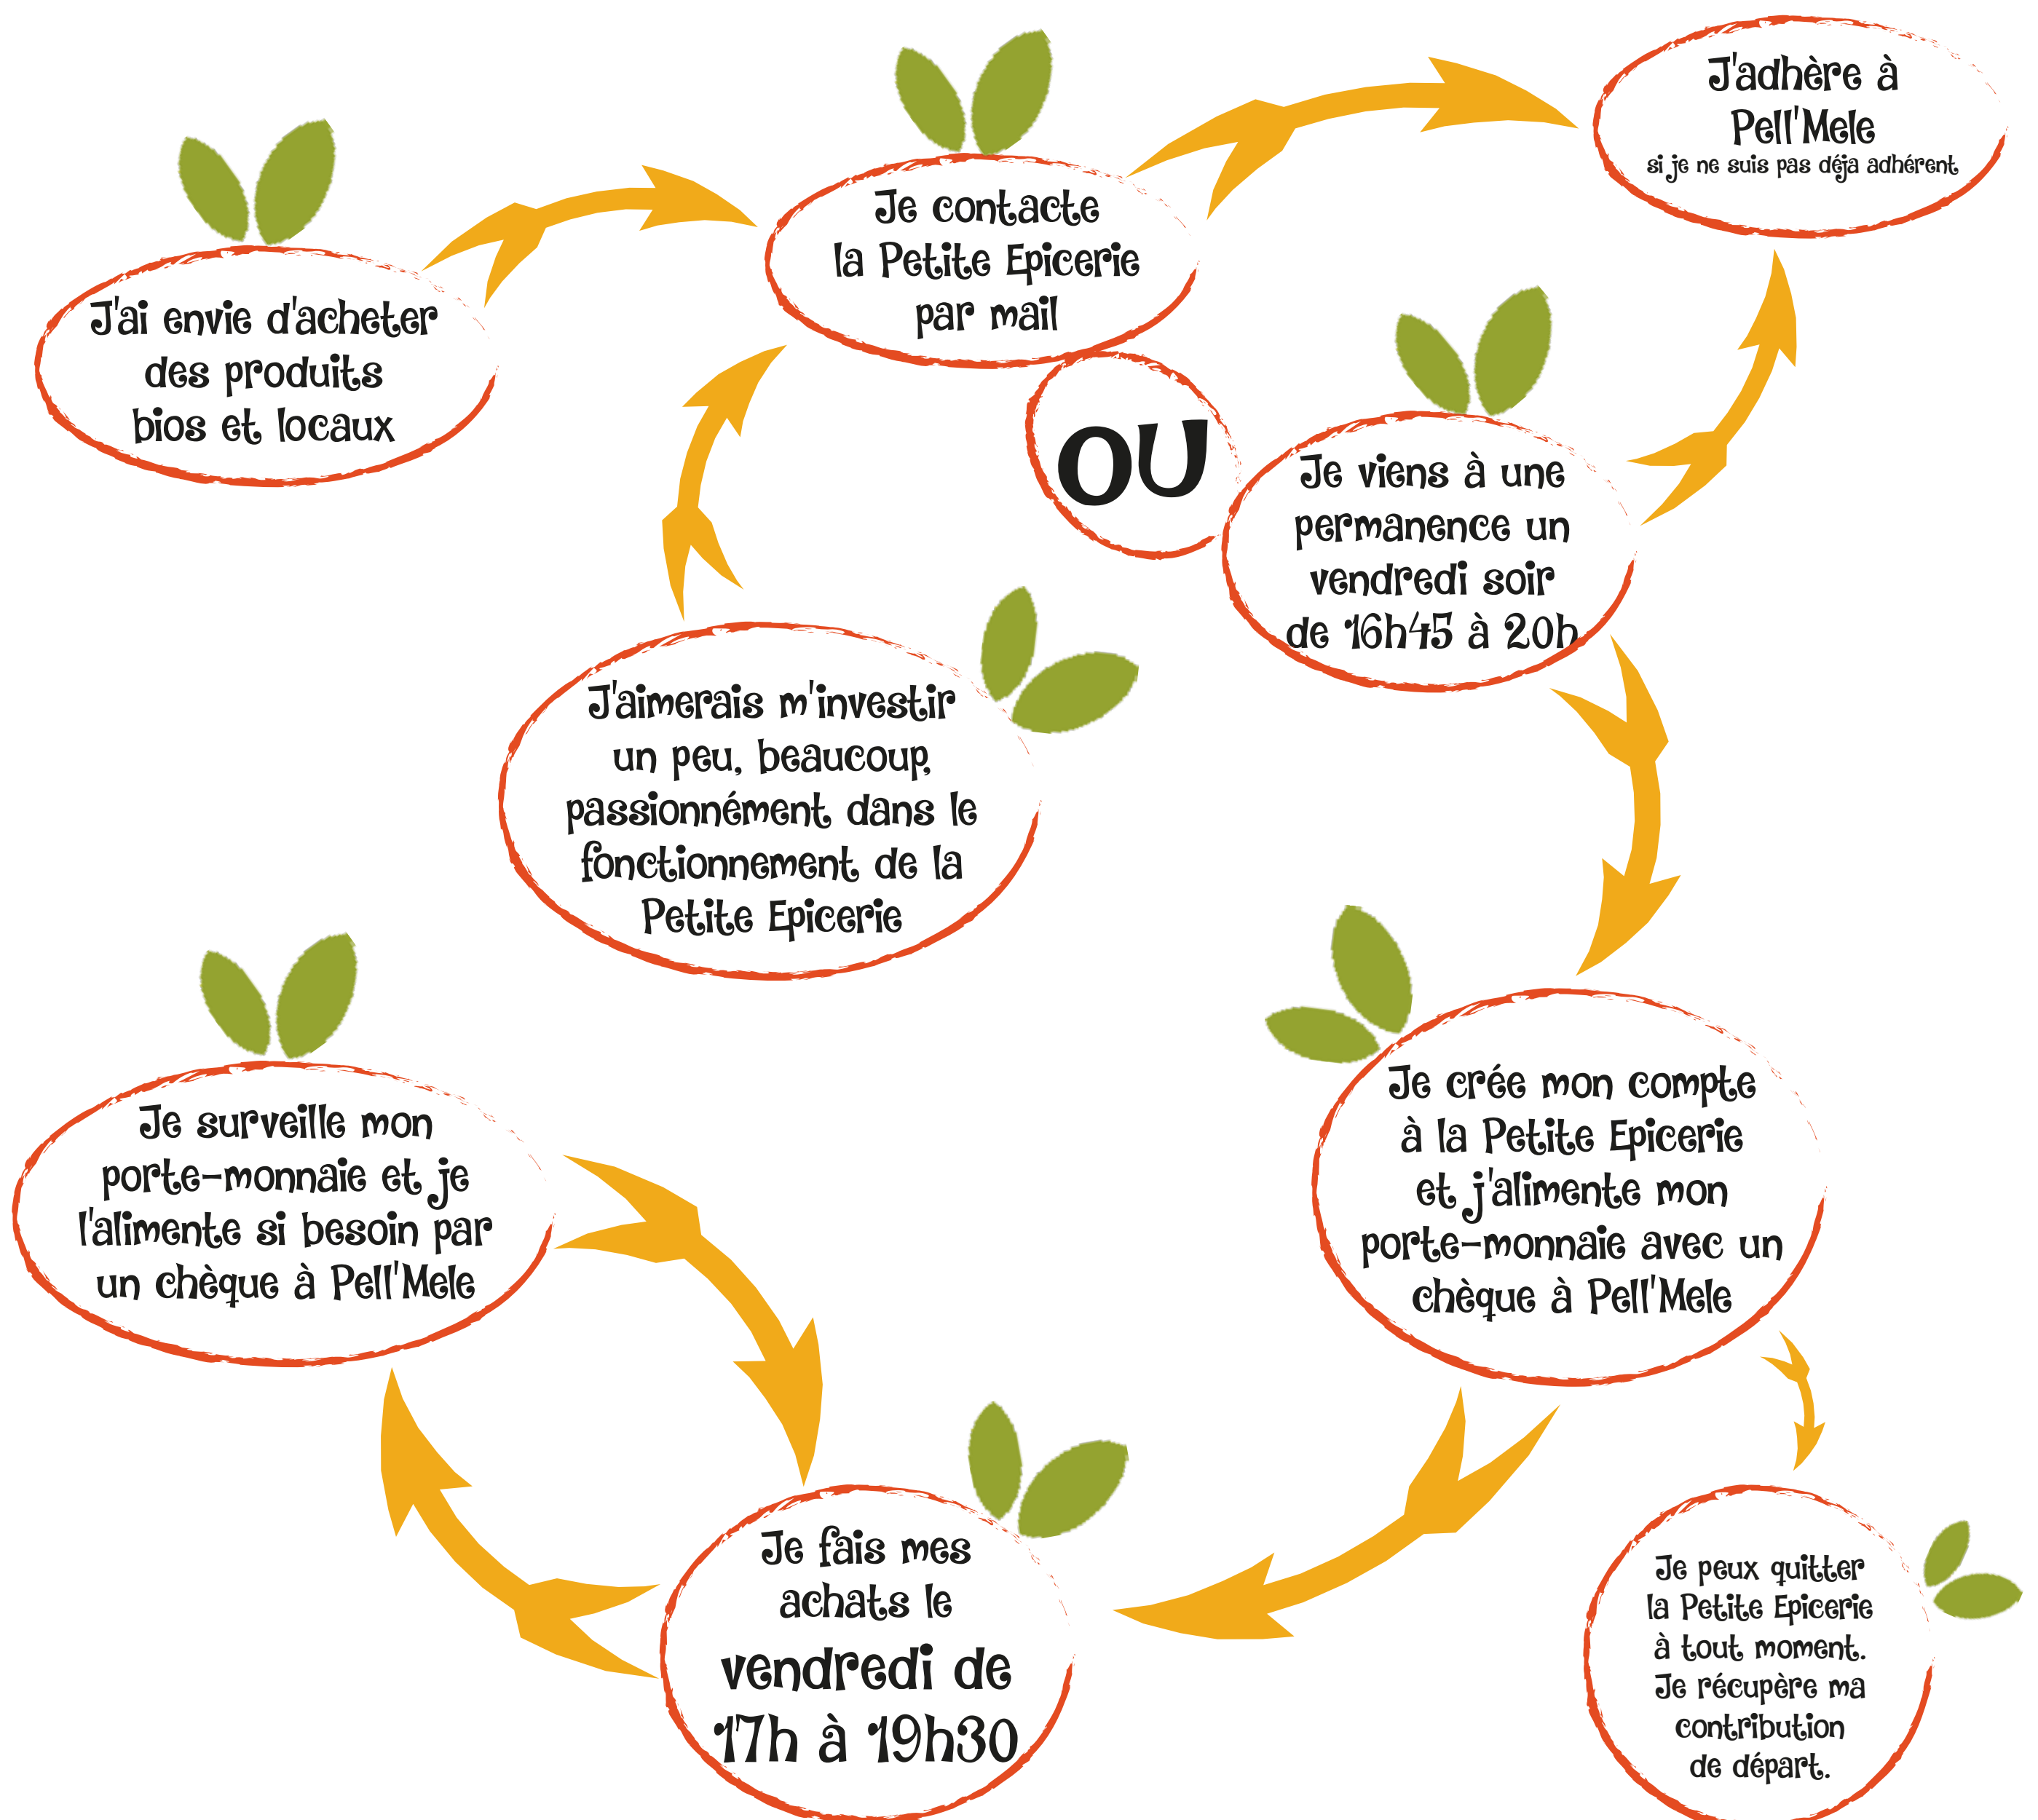 J'adhère à
Pell'Mele
si je ne suis pas déja adhérent
Je contacte
la Petite Epicerie
par mail
J'ai envie d'acheter
des produits
bios et locaux
OU
Je viens à une
permanence un
vendredi soir
de 16h45 à 20h
J'aimerais m'investir
un peu, beaucoup,
passionnément dans le
fonctionnement de la
Petite Epicerie
Je crée mon compte
à la Petite Epicerie
et j'alimente mon
porte-monnaie avec un
chèque à Pell'Mele
Je surveille mon
porte-monnaie et je
l'alimente si besoin par
un chèque à Pell'Mele
Je fais mes
achats le
vendredi de
17h à 19h30
Je peux quitter
la Petite Epicerie
à tout moment.
Je récupère ma
contribution
de départ.